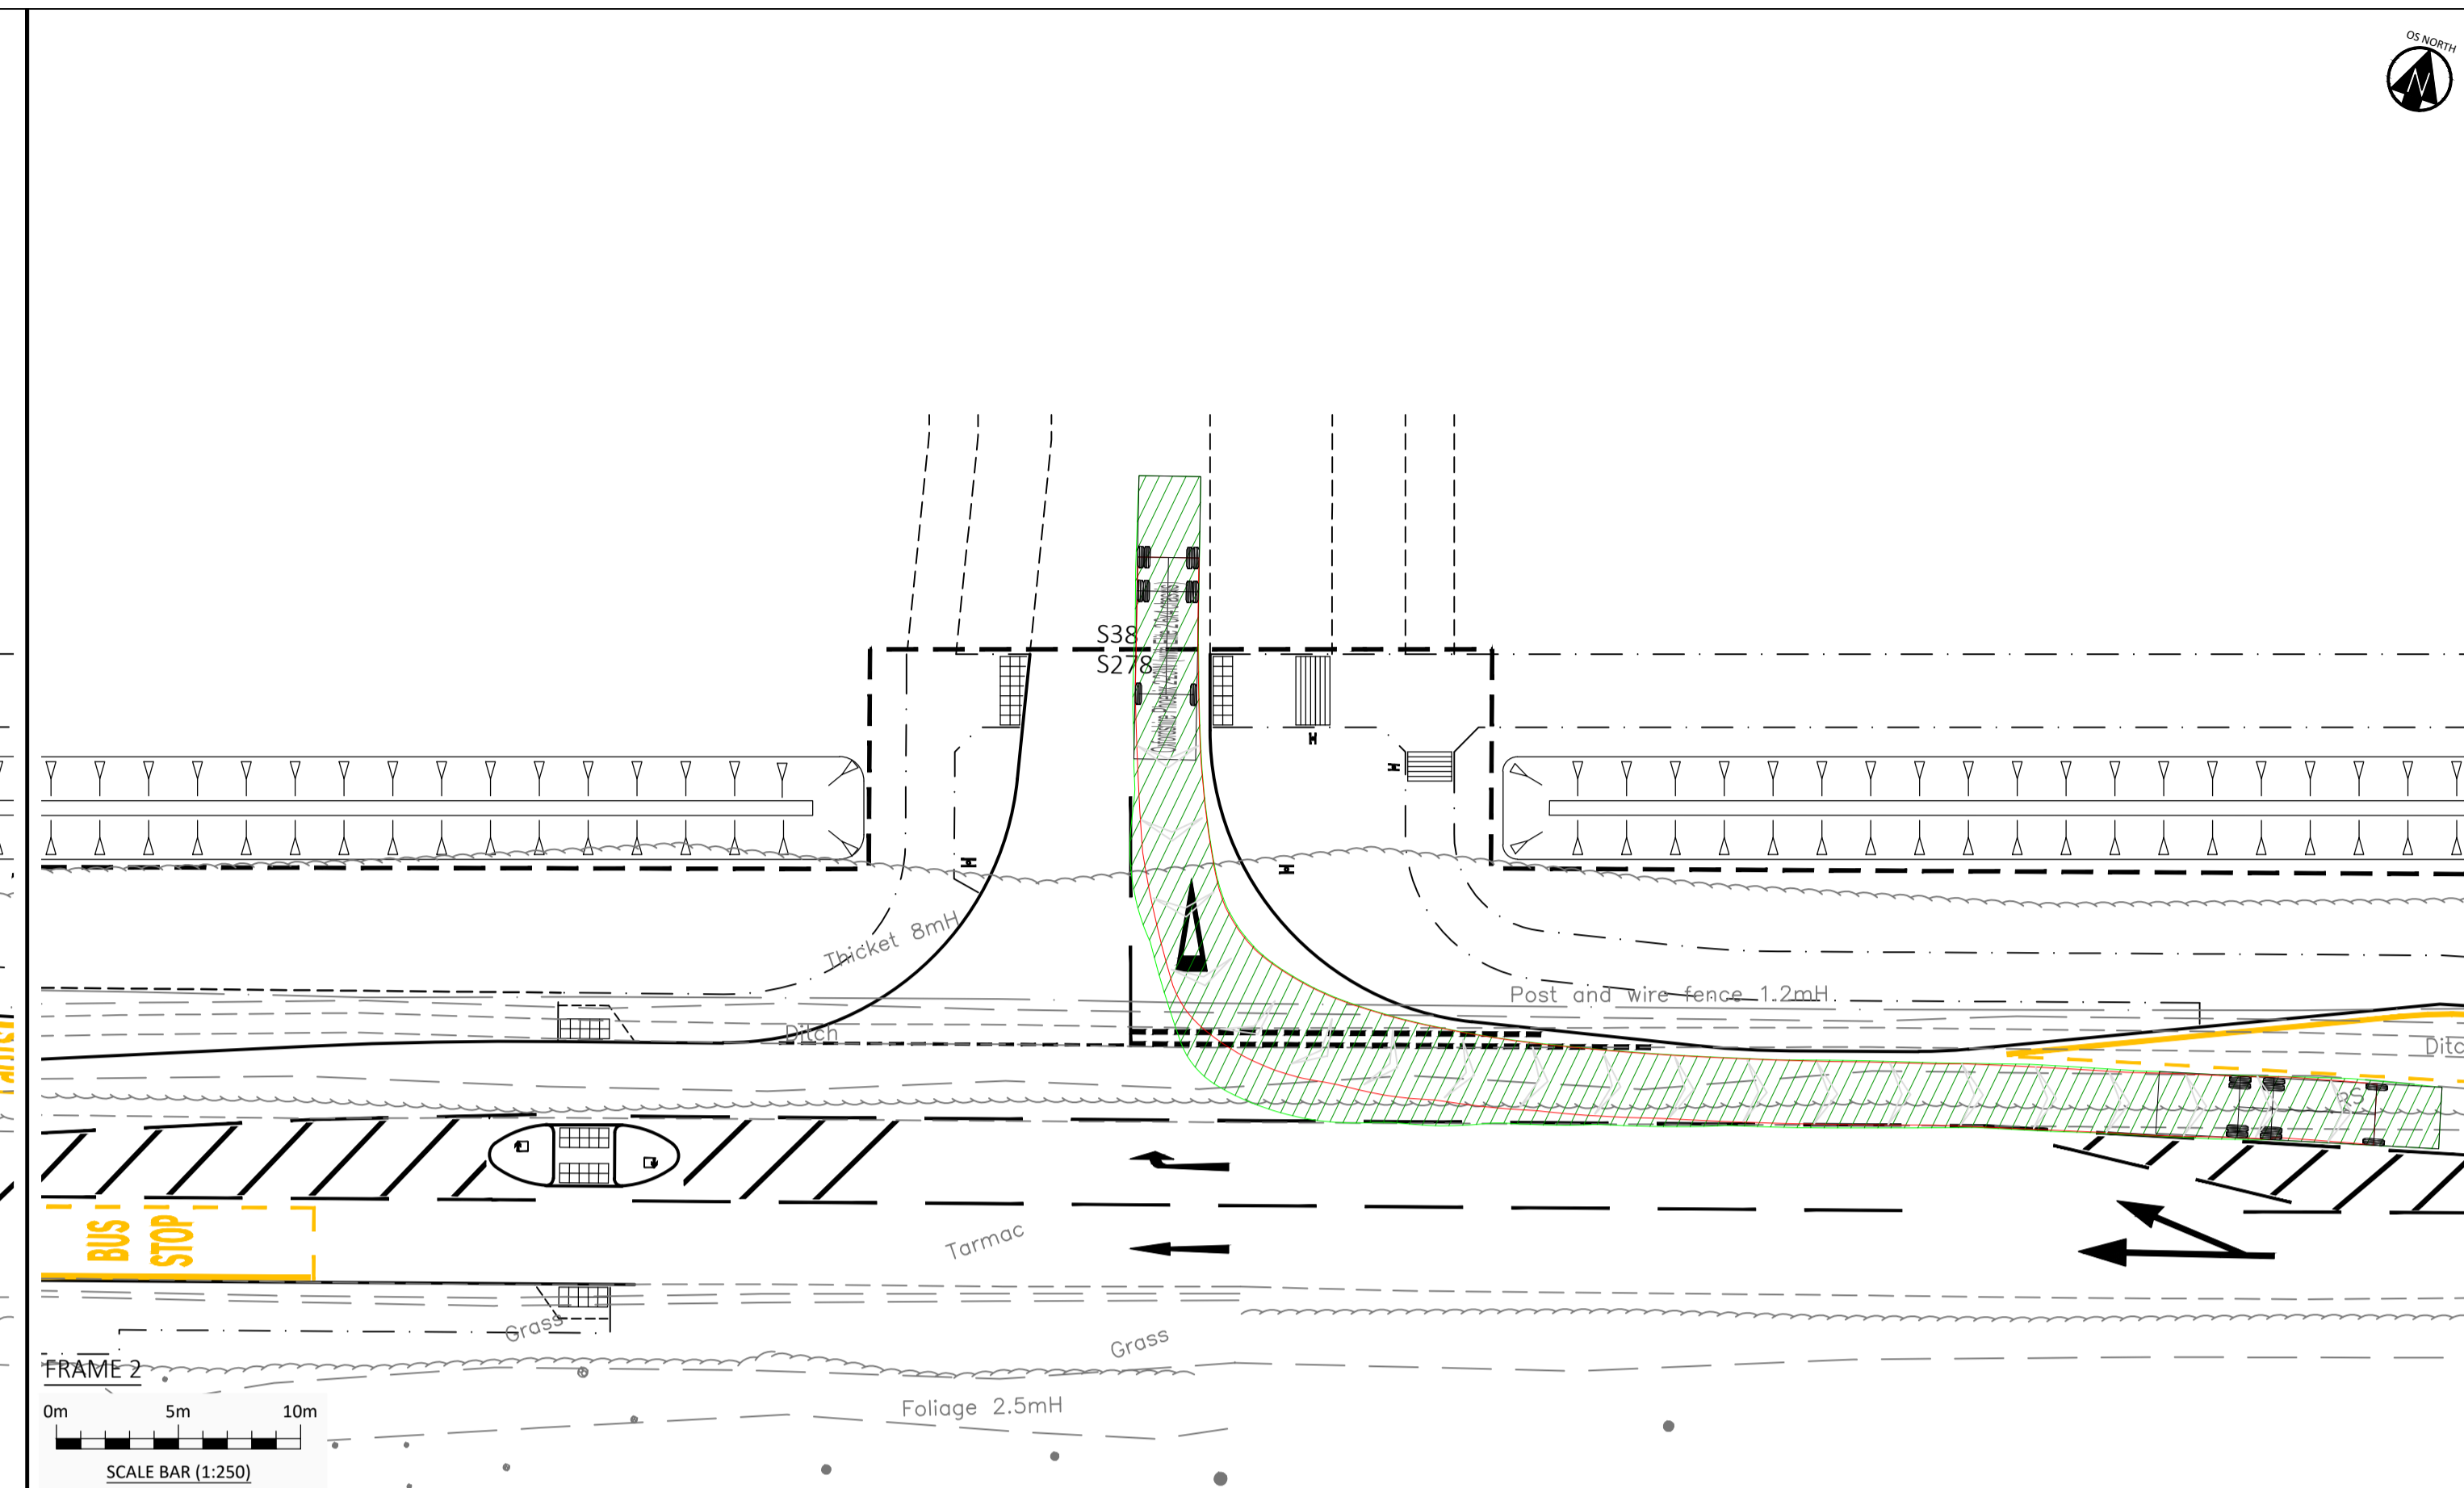 OS NORTH
N
S38
S278
Thicket 8mH
Post and wire fence 1.2mH
Ditch
RS
BUS
STOP
Tarmac
Grass
Grass
FRAME 2
Foliage 2.5mH
0m 5m 10m
SCALE BAR (1:250)